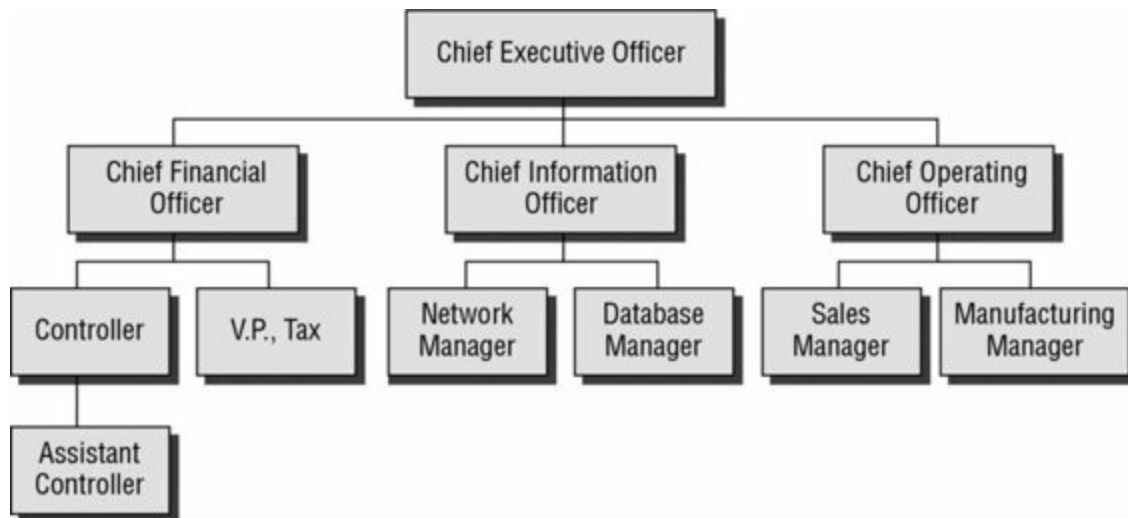 Chief Executive Officer
Chief Financial
Officer
Chief Information
Officer
Chief Operating
Officer
Controller
V.P., Tax
Network
Manager
Database
Manager
Sales
Manager
Manufacturing
Manager
Assistant
Controller